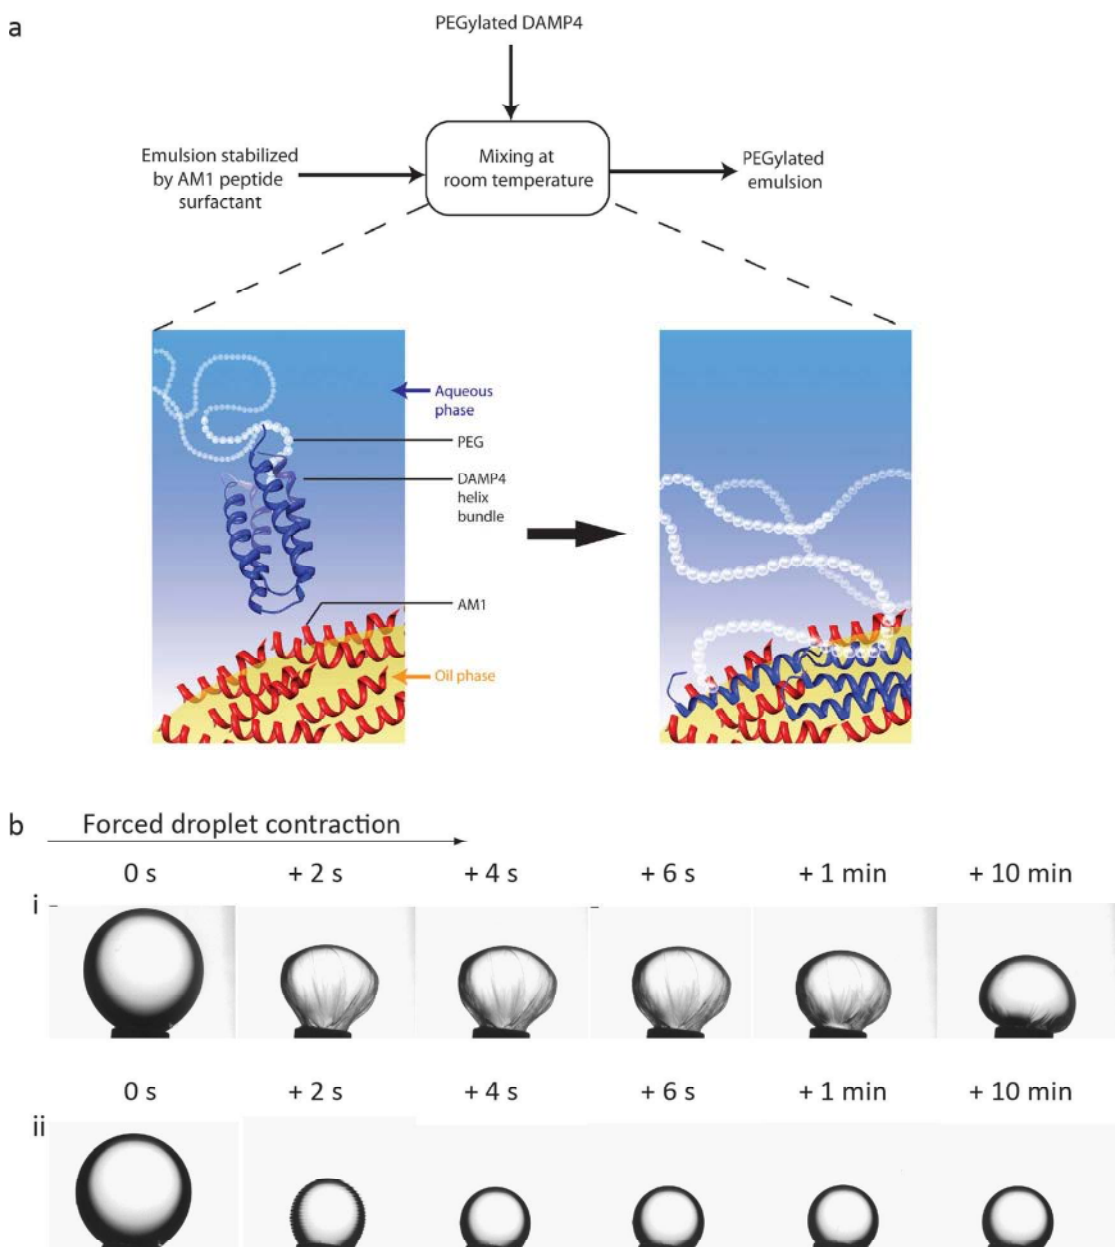 a
PEGylated DAMP4
Emulsion stabilized
by AM1 peptide
surfactant
Mixing at
room temperature
PEGylated
emulsion
Aqueous
phase
PEG
DAMP4
helix
bundle
AM1
Oil phase
b
Forced droplet contraction
0 s + 2 s + 4 s + 6 s + 1 min + 10 min
i
0 s + 2 s + 4 s + 6 s + 1 min + 10 min
ii